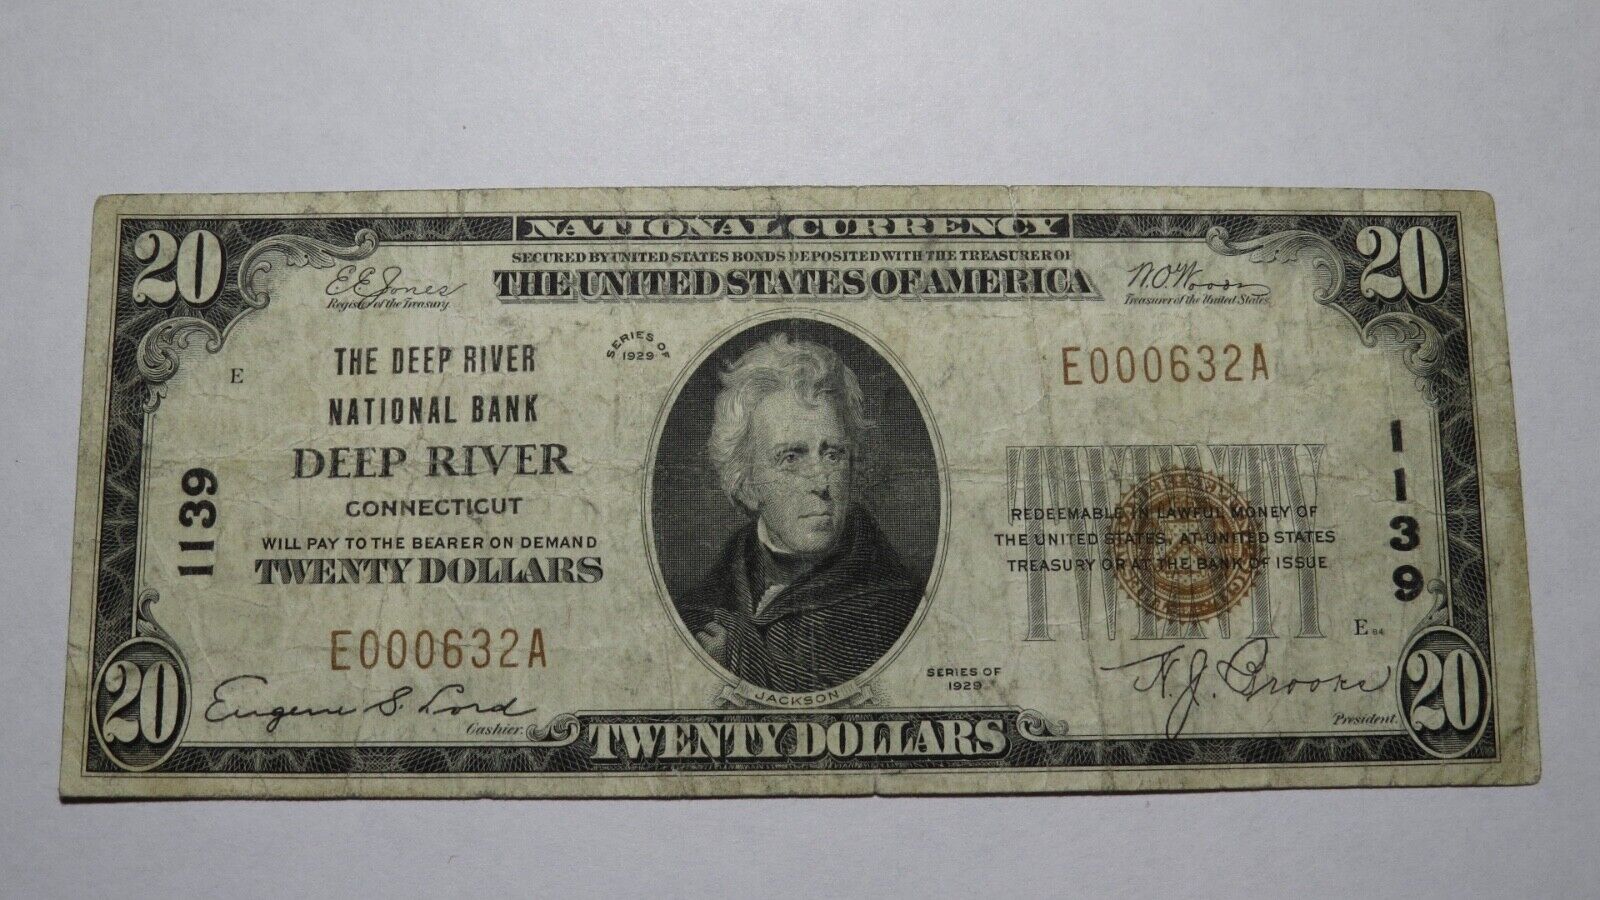 NATIONAL CURRENCY
SECURED BY UNITED STATES BONDS DEPOSITED WITH THE TREASURER OF
THE UNITED STATES OF AMERICA
20
20
E.E. Jones
Register of the Treasury.
W.O. Woods
Treasurer of the United States.
SERIES OF
1929
THE DEEP RIVER
NATIONAL BANK
DEEP RIVER
CONNECTICUT
WILL PAY TO THE BEARER ON DEMAND
TWENTY DOLLARS
E
1139
E000632A
E000632A
1139
TWENTY
REDEEMABLE IN LAWFUL MONEY OF
THE UNITED STATES, AT UNITED STATES
TREASURY OR AT THE BANK OF ISSUE
E 84
SERIES OF
1929
JACKSON
Eugene S. Lord
Cashier.
H.J. Brooks
President.
20
TWENTY DOLLARS
20